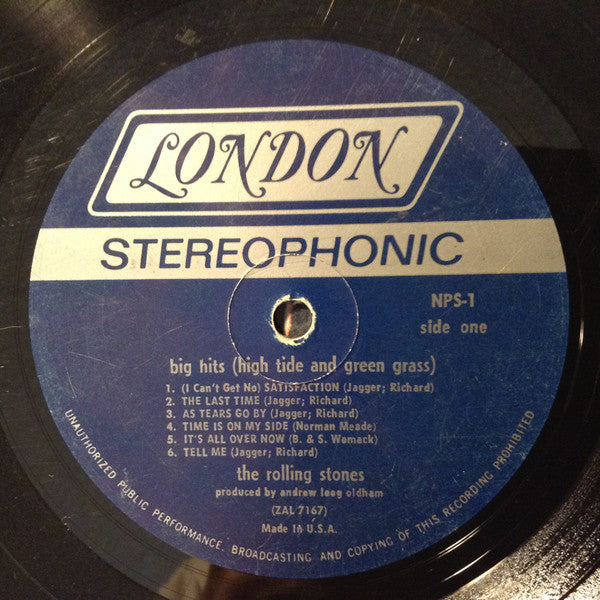 LONDON
STEREOPHONIC
NPS-1
side one
big hits (high tide and green grass)
1. (I Can't Get No) SATISFACTION (Jagger; Richard)
2. THE LAST TIME (Jagger; Richard)
3. AS TEARS GO BY (Jagger; Richard)
4. TIME IS ON MY SIDE (Norman Meade)
5. IT'S ALL OVER NOW (B. & S. Womack)
6. TELL ME (Jagger; Richard)
the rolling stones
produced by andrew loog oldham
(ZAL 7167)
Made in U.S.A.
UNAUTHORIZED PUBLIC PERFORMANCE, BROADCASTING AND COPYING OF THIS RECORDING PROHIBITED